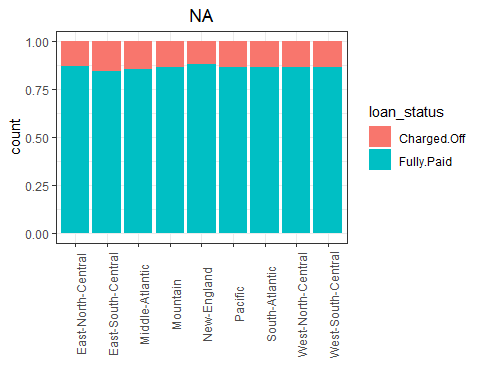 NA
1.00
0.75
0.50
0.25
0.00
count
East-North-Central
East-South-Central
Middle-Atlantic
Mountain
New-England
Pacific
South-Atlantic
West-North-Central
West-South-Central
loan_status
Charged.Off
Fully.Paid